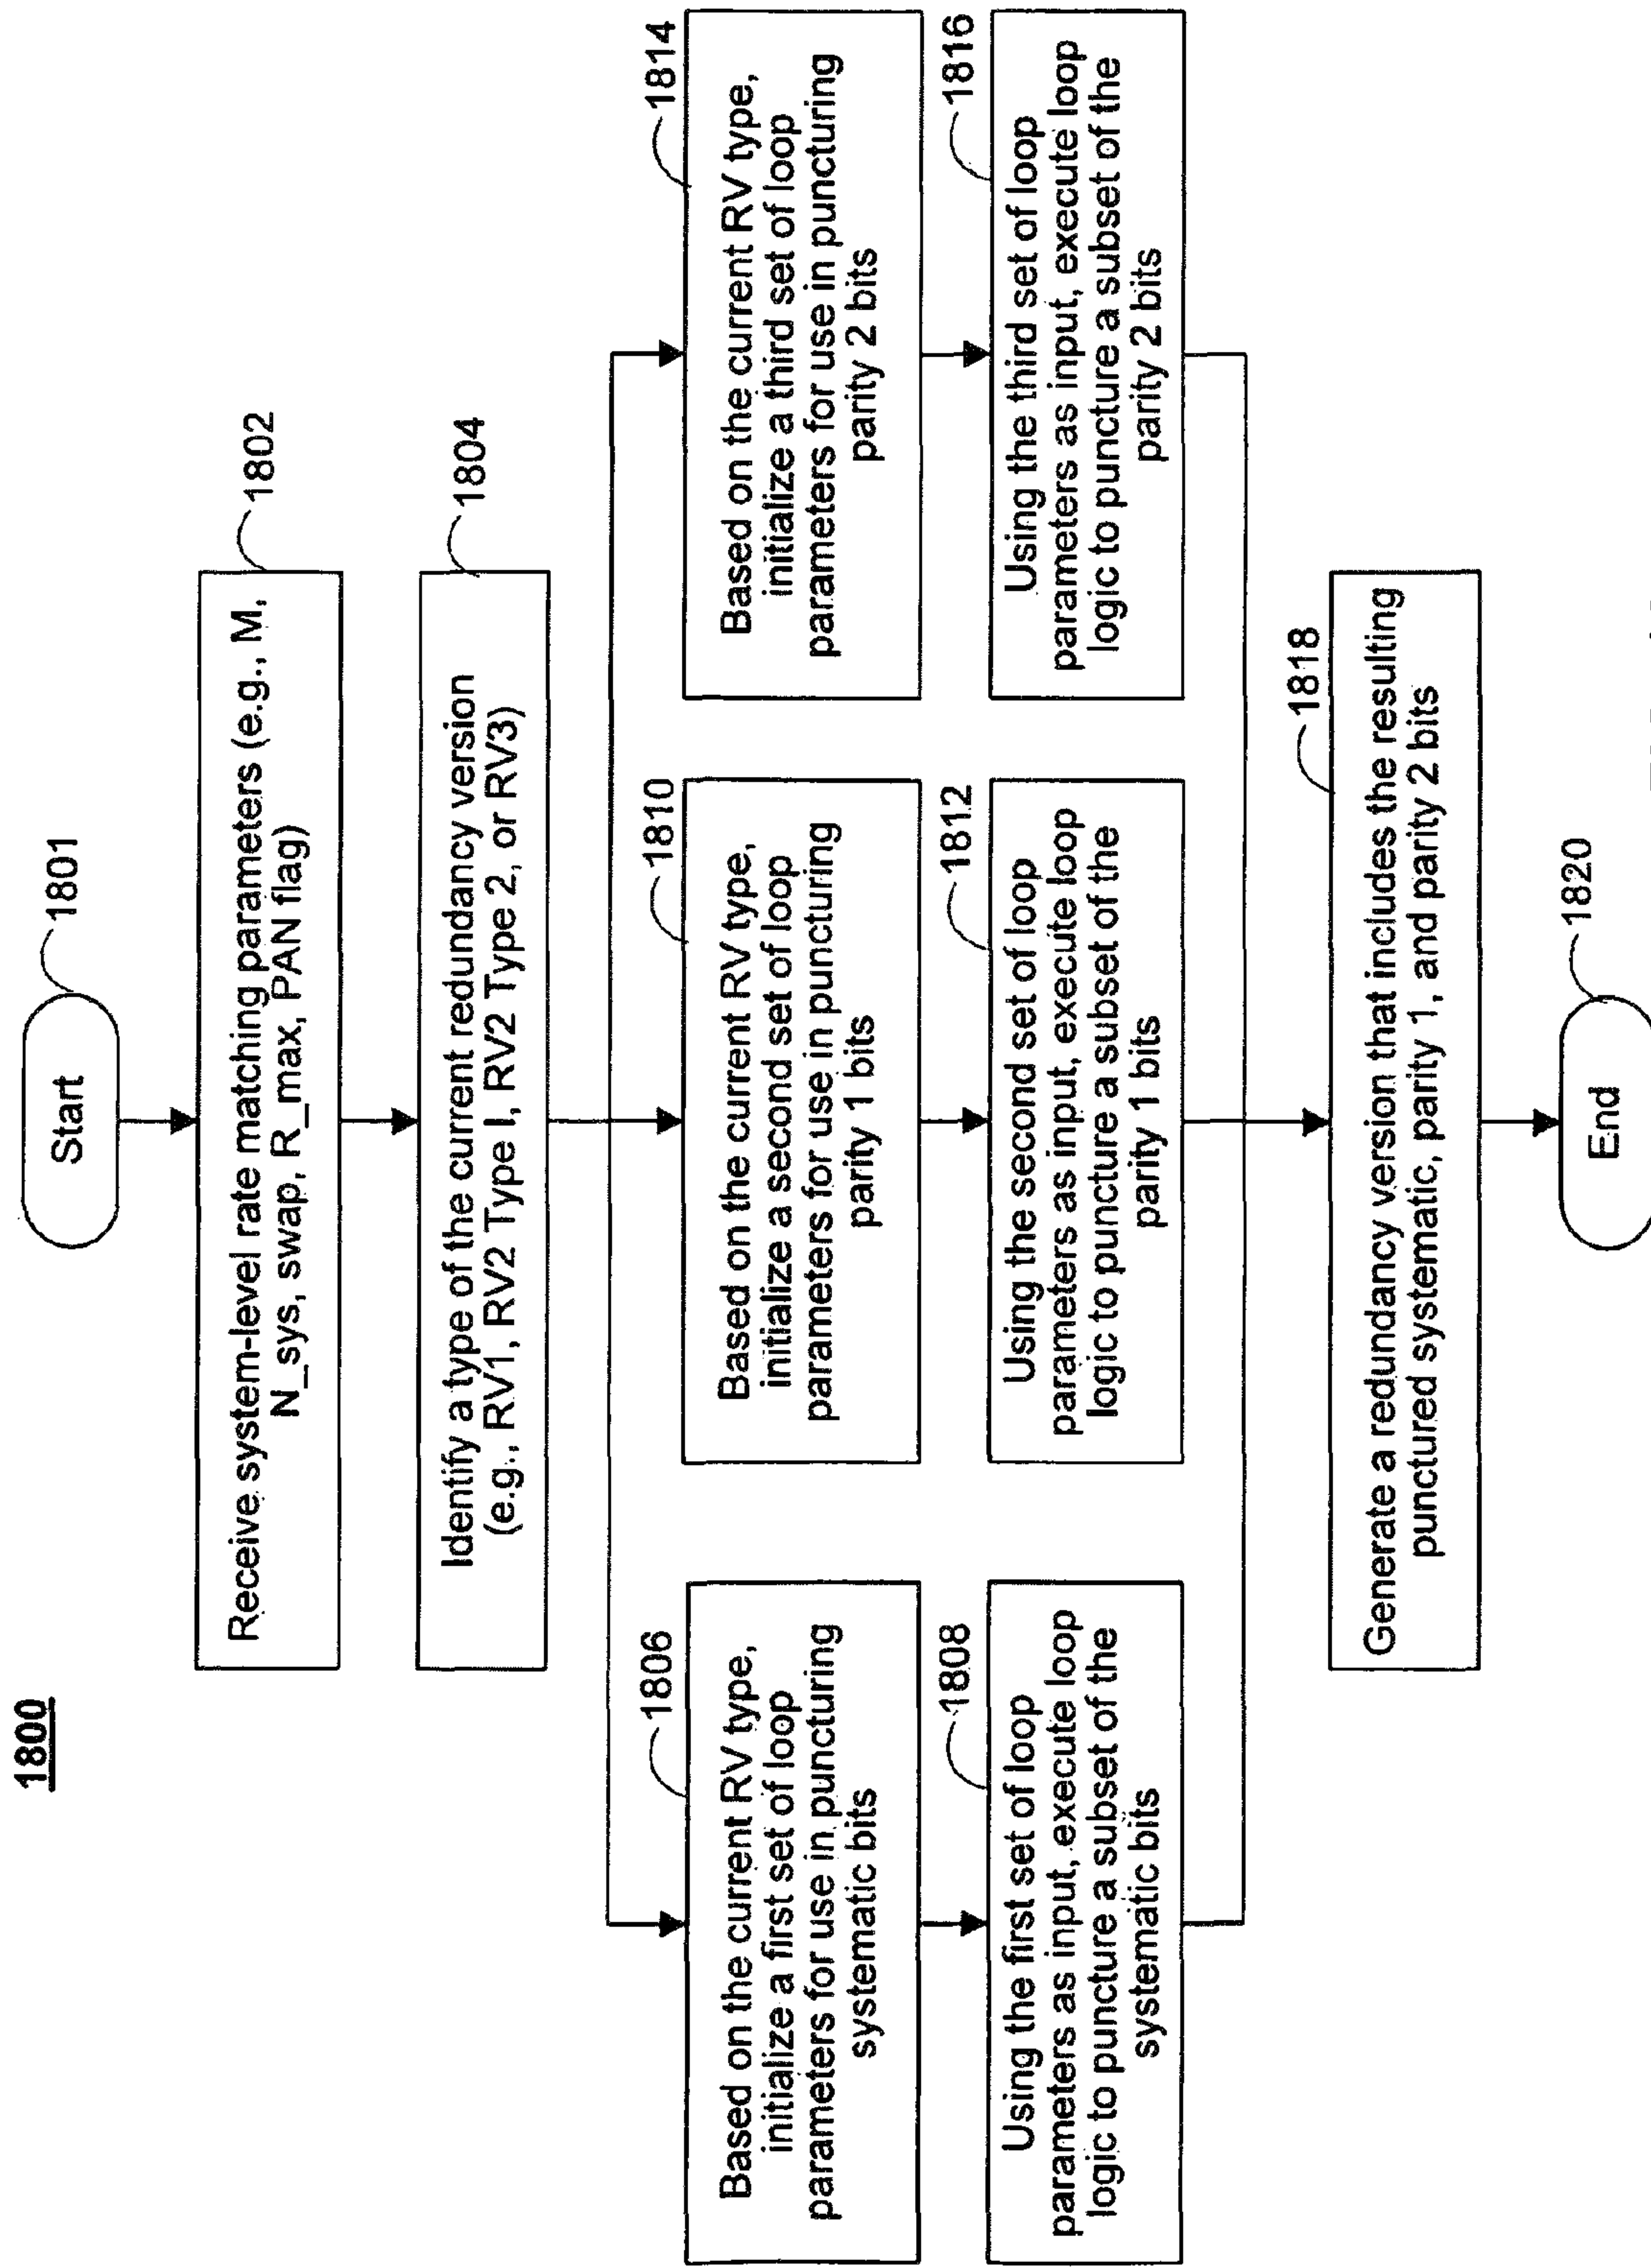 1800
Start
1801
Receive system-level rate matching parameters (e.g., M,
N_sys, swap, R_max, PAN flag)
1802
Identify a type of the current redundancy version
(e.g., RV1, RV2 Type I, RV2 Type 2, or RV3)
1804
Based on the current RV type,
initialize a first set of loop
parameters for use in puncturing
systematic bits
1806
Using the first set of loop
parameters as input, execute loop
logic to puncture a subset of the
systematic bits
1808
Based on the current RV type,
initialize a second set of loop
parameters for use in puncturing
parity 1 bits
1810
Using the second set of loop
parameters as input, execute loop
logic to puncture a subset of the
parity 1 bits
1812
Based on the current RV type,
initialize a third set of loop
parameters for use in puncturing
parity 2 bits
1814
Using the third set of loop
parameters as input, execute loop
logic to puncture a subset of the
parity 2 bits
1816
Generate a redundancy version that includes the resulting
punctured systematic, parity 1, and parity 2 bits
1818
End
1820